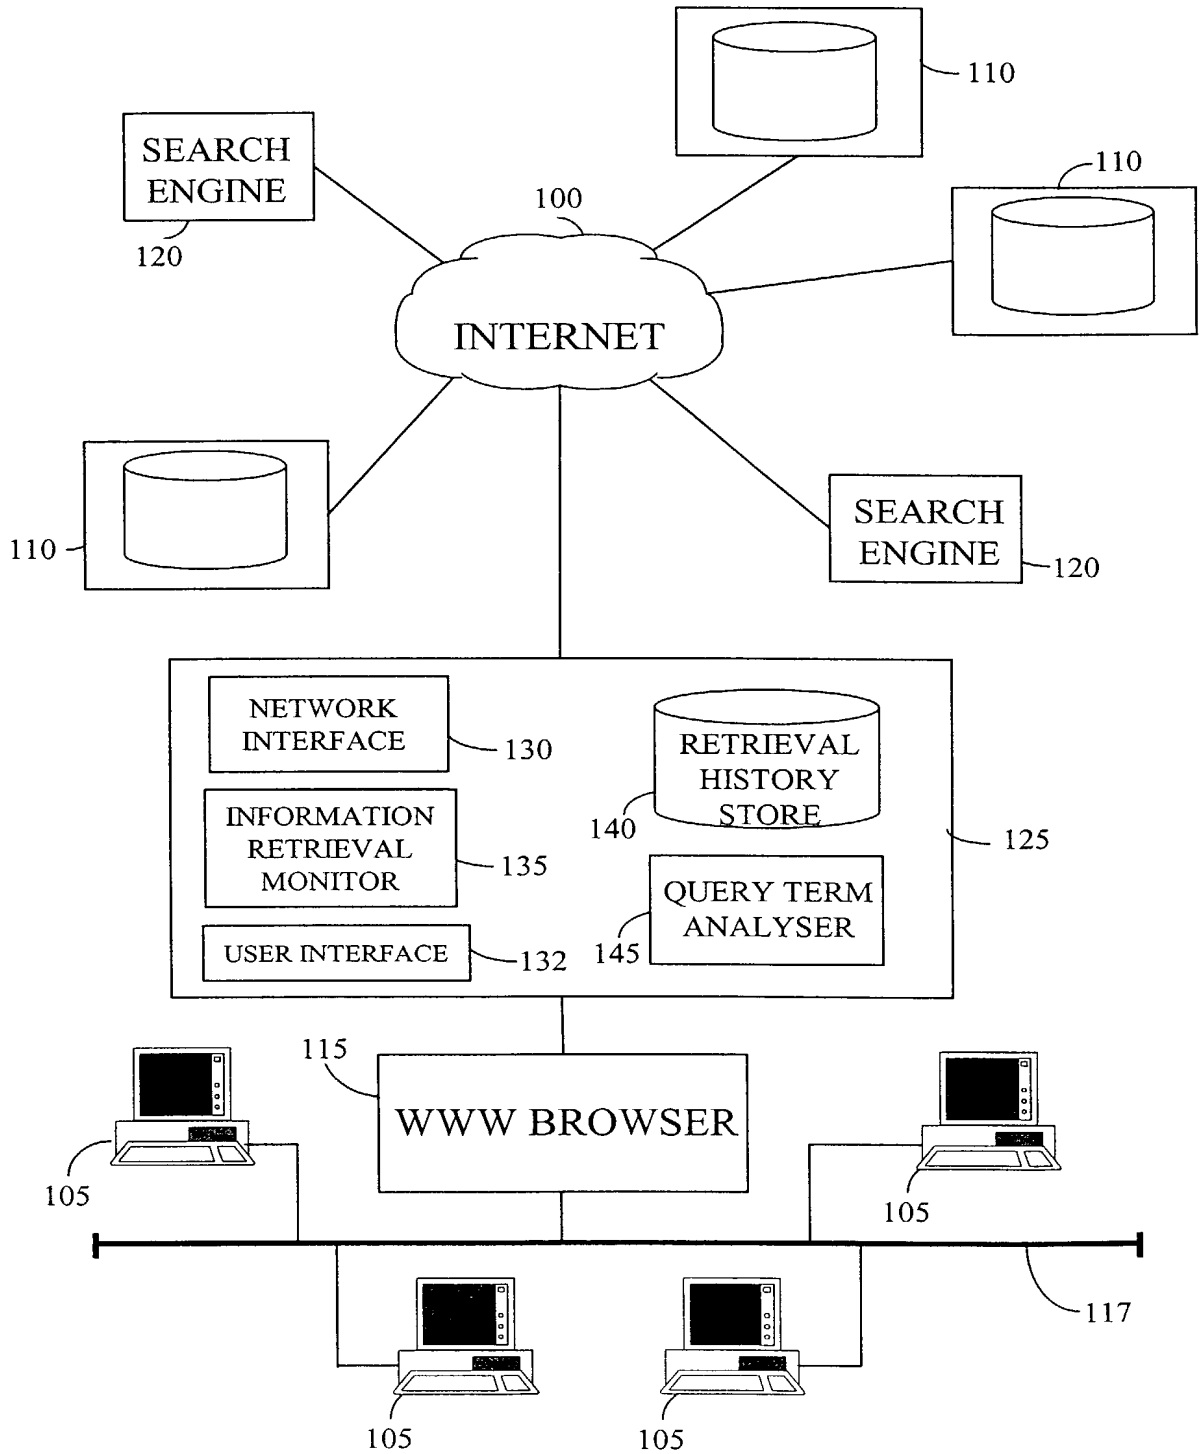 110
SEARCH
ENGINE
120
110
100
INTERNET
110
SEARCH
ENGINE
120
NETWORK
INTERFACE
130
RETRIEVAL
HISTORY
STORE
140
INFORMATION
RETRIEVAL
MONITOR
135
125
QUERY TERM
ANALYSER
145
USER INTERFACE
132
115
WWW BROWSER
105
105
117
105
105